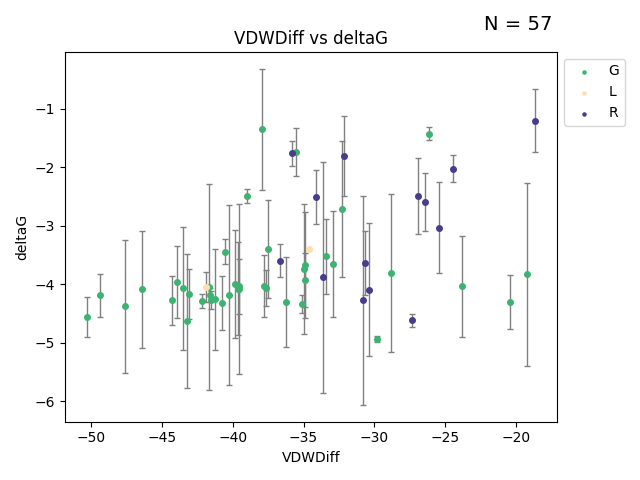 N = 57
VDWDiff vs deltaG
G
L
R
deltaG
−1
−2
−3
−4
−5
−6
−50 −45 −40 −35 −30 −25 −20
VDWDiff